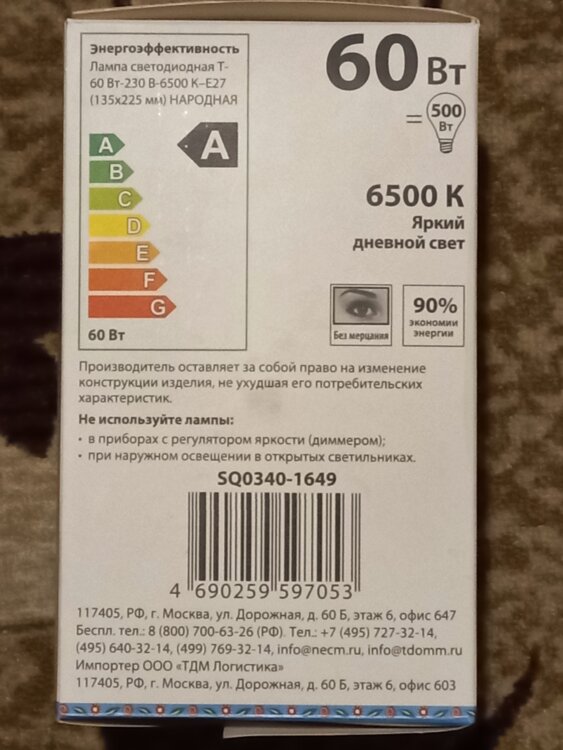 Энергоэффективность
Лампа светодиодная Т-
60 Вт-230 В-6500 К–Е27
(135х225 мм) НАРОДНАЯ
A
A
B
C
D
E
F
G
60 Вт
60 Вт
=
500
Вт
6500 К
Яркий
дневной свет
Без мерцания
90%
экономии
энергии
Производитель оставляет за собой право на изменение
конструкции изделия, не ухудшая его потребительских
характеристик.
Не используйте лампы:
• в приборах с регулятором яркости (диммером);
• при наружном освещении в открытых светильниках.
SQ0340-1649
4 690259 597053
117405, РФ, г. Москва, ул. Дорожная, д. 60 Б, этаж 6, офис 647
Беспл. тел.: 8 (800) 700-63-26 (РФ). Тел.: +7 (495) 727-32-14,
(495) 640-32-14, (499) 769-32-14, info@necm.ru, info@tdomm.ru
Импортер ООО «ТДМ Логистика»
117405, РФ, г. Москва, ул. Дорожная, д. 60 Б, этаж 6, офис 603